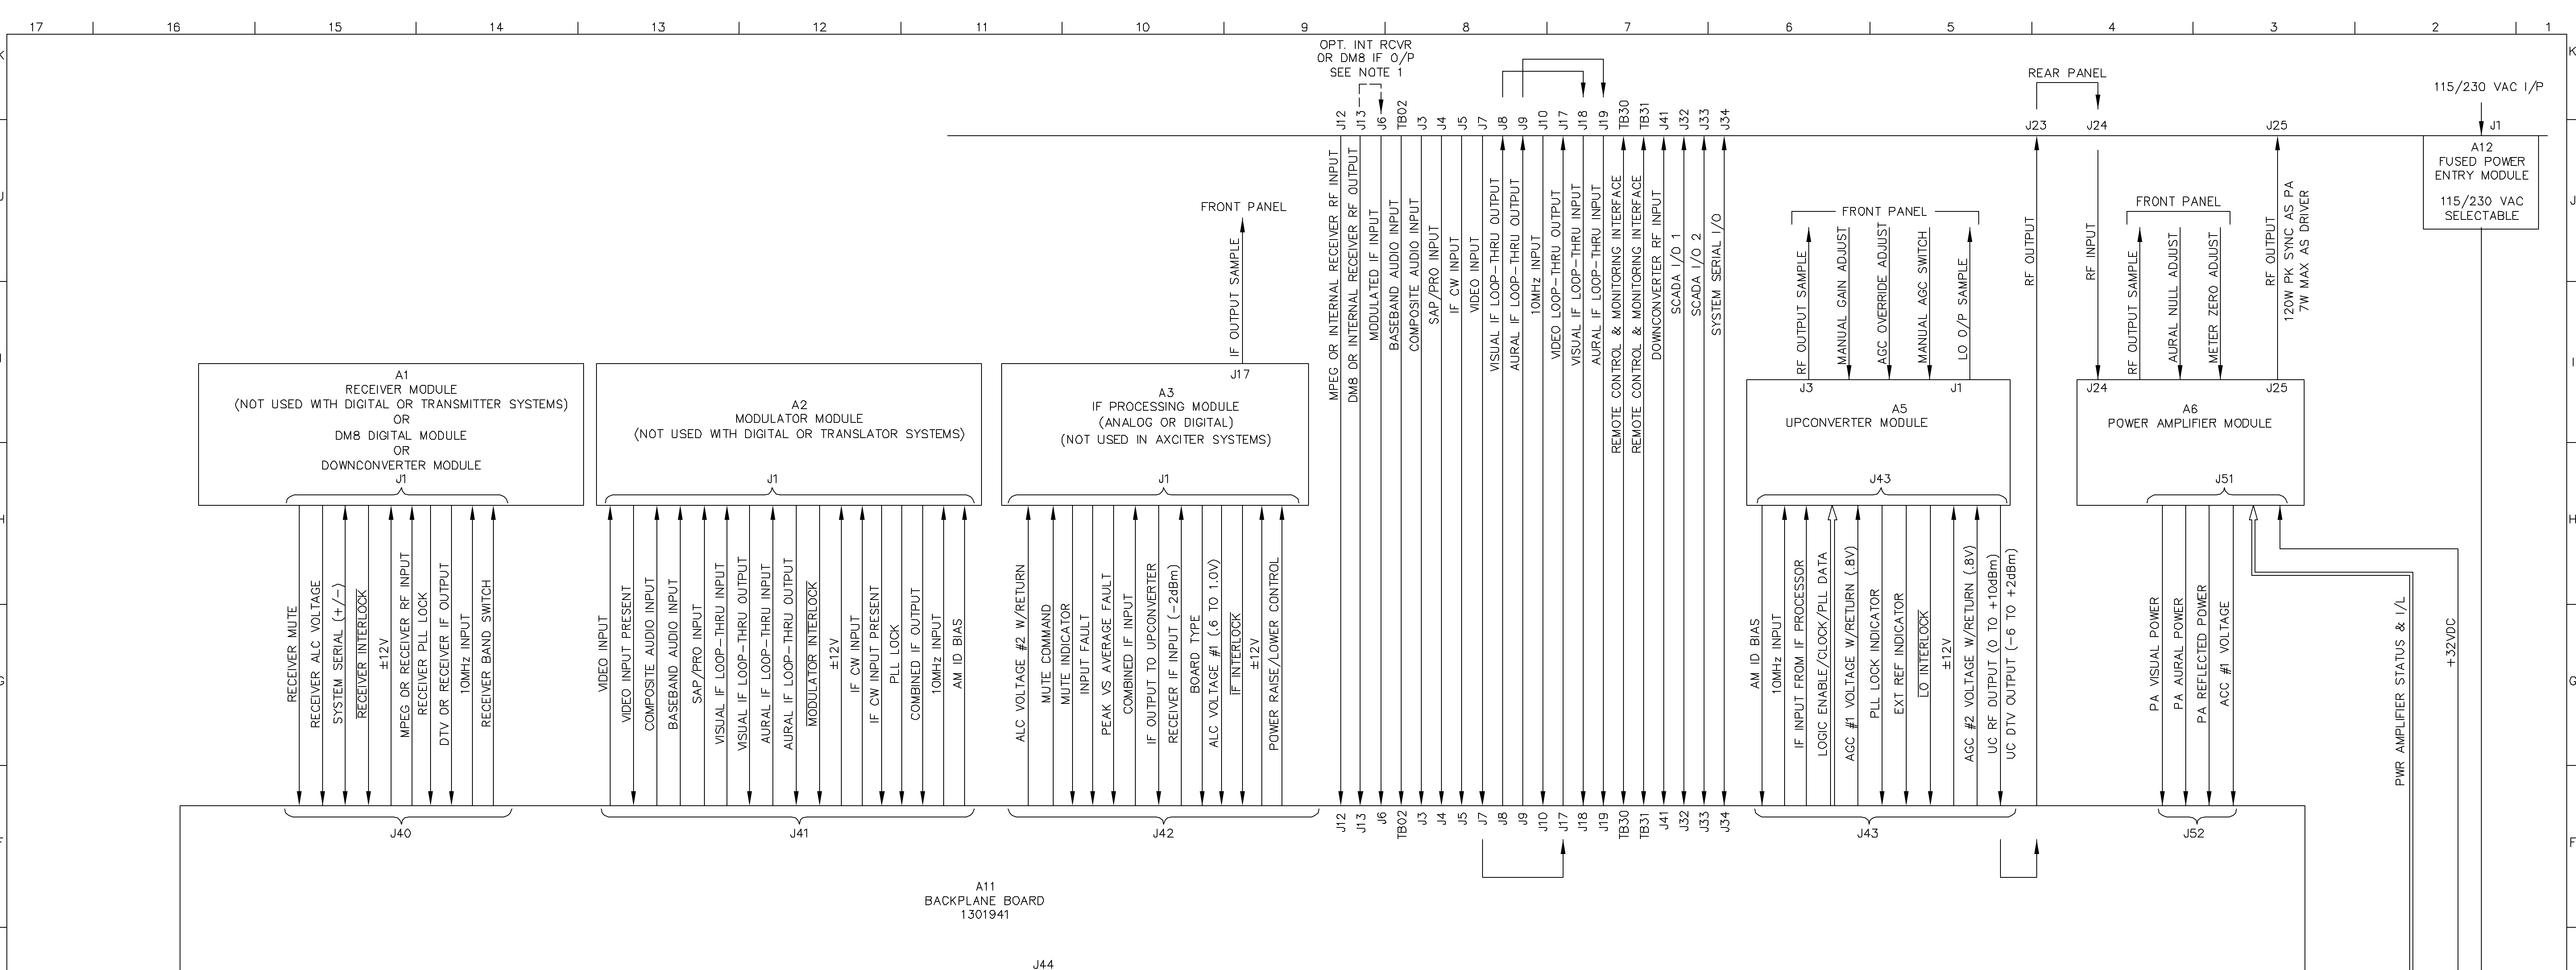 17 16 15 14 13 12 11 10 9 8 7 6 5 4 3 2 1
K
K
OPT. INT RCVR
OR DM8 IF O/P
SEE NOTE 1
REAR PANEL
115/230 VAC I/P
J12
J13
J6
TB02
J3
J4
J5
J7
J8
J9
J10
J17
J18
J19
TB30
TB31
J41
J32
J33
J34
J23
J24
J25
J1
A12
FUSED POWER
ENTRY MODULE
115/230 VAC
SELECTABLE
J
J
FRONT PANEL
IF OUTPUT SAMPLE
MPEG OR INTERNAL RECEIVER RF INPUT
DM8 OR INTERNAL RECEIVER RF OUTPUT
MODULATED IF INPUT
BASEBAND AUDIO INPUT
COMPOSITE AUDIO INPUT
SAP/PRO INPUT
IF CW INPUT
VIDEO INPUT
VISUAL IF LOOP-THRU OUTPUT
AURAL IF LOOP-THRU OUTPUT
10MHz INPUT
VIDEO LOOP-THRU OUTPUT
VISUAL IF LOOP-THRU INPUT
AURAL IF LOOP-THRU INPUT
REMOTE CONTROL & MONITORING INTERFACE
REMOTE CONTROL & MONITORING INTERFACE
DOWNCONVERTER RF INPUT
SCADA I/O 1
SCADA I/O 2
SYSTEM SERIAL I/O
FRONT PANEL
RF OUTPUT SAMPLE
MANUAL GAIN ADJUST
AGC OVERRIDE ADJUST
MANUAL AGC SWITCH
LO O/P SAMPLE
RF OUTPUT
RF INPUT
FRONT PANEL
RF OUTPUT SAMPLE
AURAL NULL ADJUST
METER ZERO ADJUST
RF OUTPUT
120W PK SYNC AS PA
7W MAX AS DRIVER
I
I
A1
RECEIVER MODULE
(NOT USED WITH DIGITAL OR TRANSMITTER SYSTEMS)
OR
DM8 DIGITAL MODULE
OR
DOWNCONVERTER MODULE
J1
A2
MODULATOR MODULE
(NOT USED WITH DIGITAL OR TRANSLATOR SYSTEMS)
J1
J17
A3
IF PROCESSING MODULE
(ANALOG OR DIGITAL)
(NOT USED IN AXCITER SYSTEMS)
J1
J3
J1
A5
UPCONVERTER MODULE
J43
J24
J25
A6
POWER AMPLIFIER MODULE
J51
H
H
RECEIVER MUTE
RECEIVER ALC VOLTAGE
SYSTEM SERIAL (+/-)
RECEIVER INTERLOCK
±12V
MPEG OR RECEIVER RF INPUT
RECEIVER PLL LOCK
DTV OR RECEIVER IF OUTPUT
10MHz INPUT
RECEIVER BAND SWITCH
VIDEO INPUT
VIDEO INPUT PRESENT
COMPOSITE AUDIO INPUT
BASEBAND AUDIO INPUT
SAP/PRO INPUT
VISUAL IF LOOP-THRU INPUT
VISUAL IF LOOP-THRU OUTPUT
AURAL IF LOOP-THRU INPUT
AURAL IF LOOP-THRU OUTPUT
MODULATOR INTERLOCK
±12V
IF CW INPUT
IF CW INPUT PRESENT
PLL LOCK
COMBINED IF OUTPUT
10MHz INPUT
AM ID BIAS
ALC VOLTAGE #2 W/RETURN
MUTE COMMAND
MUTE INDICATOR
INPUT FAULT
PEAK VS AVERAGE FAULT
COMBINED IF INPUT
IF OUTPUT TO UPCONVERTER
RECEIVER IF INPUT (-2dBm)
BOARD TYPE
ALC VOLTAGE #1 (.6 TO 1.0V)
IF INTERLOCK
±12V
POWER RAISE/LOWER CONTROL
AM ID BIAS
10MHz INPUT
IF INPUT FROM IF PROCESSOR
LOGIC ENABLE/CLOCK/PLL DATA
AGC #1 VOLTAGE W/RETURN (.8V)
PLL LOCK INDICATOR
EXT REF INDICATOR
LO INTERLOCK
±12V
AGC #2 VOLTAGE W/RETURN (.8V)
UC RF OUTPUT (0 TO +10dBm)
UC DTV OUTPUT (-6 TO +2dBm)
PA VISUAL POWER
PA AURAL POWER
PA REFLECTED POWER
AGC #1 VOLTAGE
PWR AMPLIFIER STATUS & I/L
+32VDC
G
G
J40
J41
J42
J12
J13
J6
TB02
J3
J4
J5
J7
J8
J9
J10
J17
J18
J19
TB30
TB31
J41
J32
J33
J34
J43
J52
F
F
A11
BACKPLANE BOARD
1301941
J44